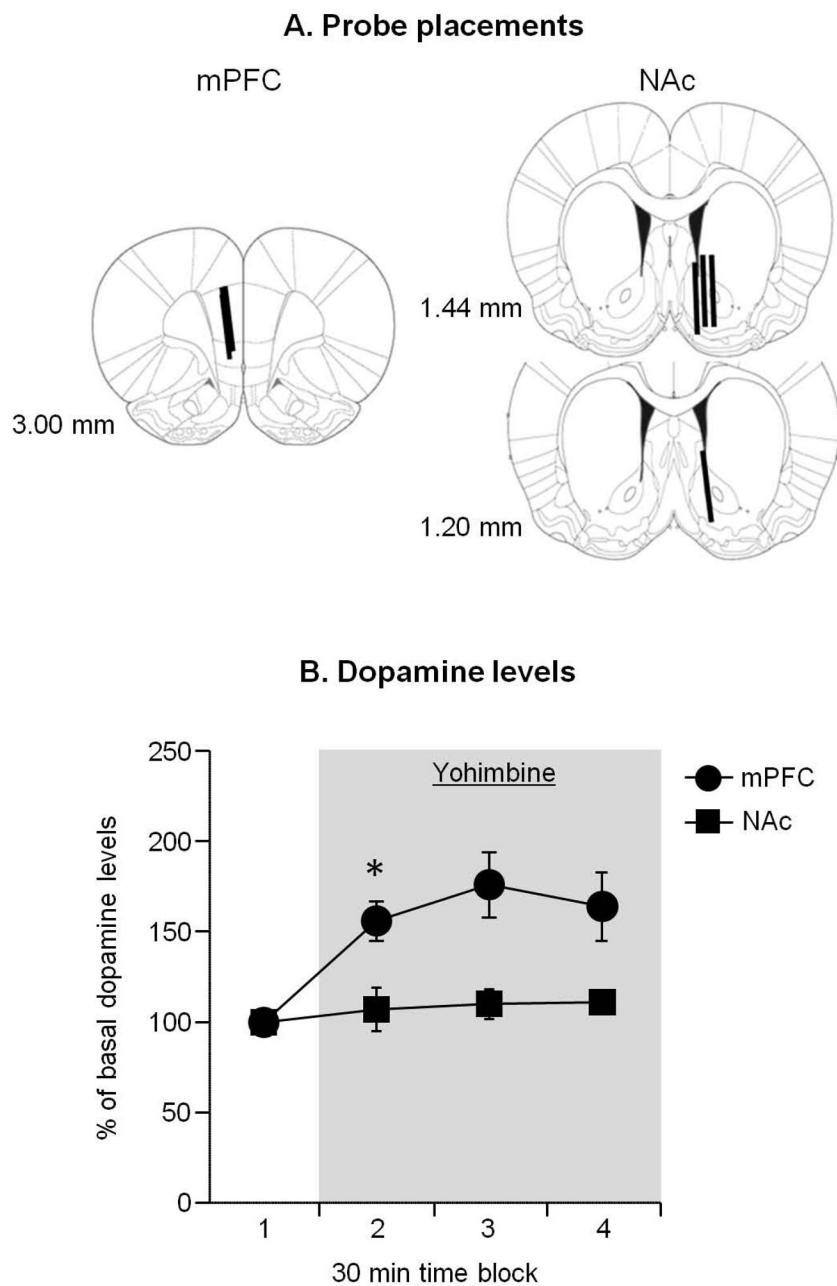 A. Probe placements
mPFC
NAc
1.44 mm
3.00 mm
1.20 mm
B. Dopamine levels
% of basal dopamine levels
250
200
150
100
50
0
Yohimbine
*
mPFC
NAc
1 2 3 4
30 min time block